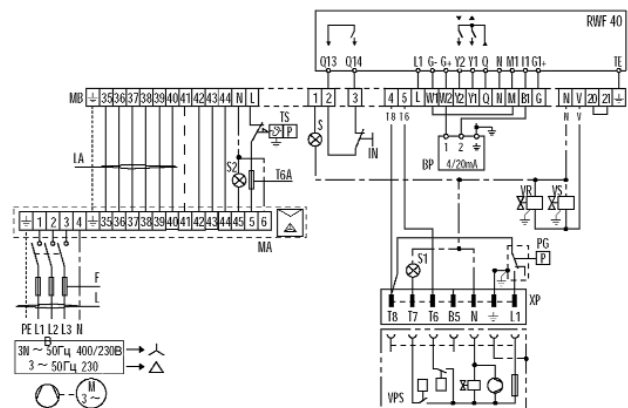 RWF 40
Q13 Q14 L1 G- G+ Y2 Y1 Q N M1 I1 G1+ TE
MB 35 36 37 38 39 40 41 42 43 44 N L 1 2 3 4 5 L W1 M2 Y2 Y1 Q N M B1 G N V 20 21
T8 T6 N V
TS
P
S IN
1 2
BP 4/20mA
LA
S2 T6A
VR VS
1 2 3 4 35 36 37 38 39 40 41 42 43 44 45 5 6
MA
PG
P
S1
F
L
XP
T8 T7 T6 B5 N L1
PE L1 L2 L3 N
В
3N ~ 50Гц 400/230В
3 ~ 50Гц 230
M
3 ~
VPS